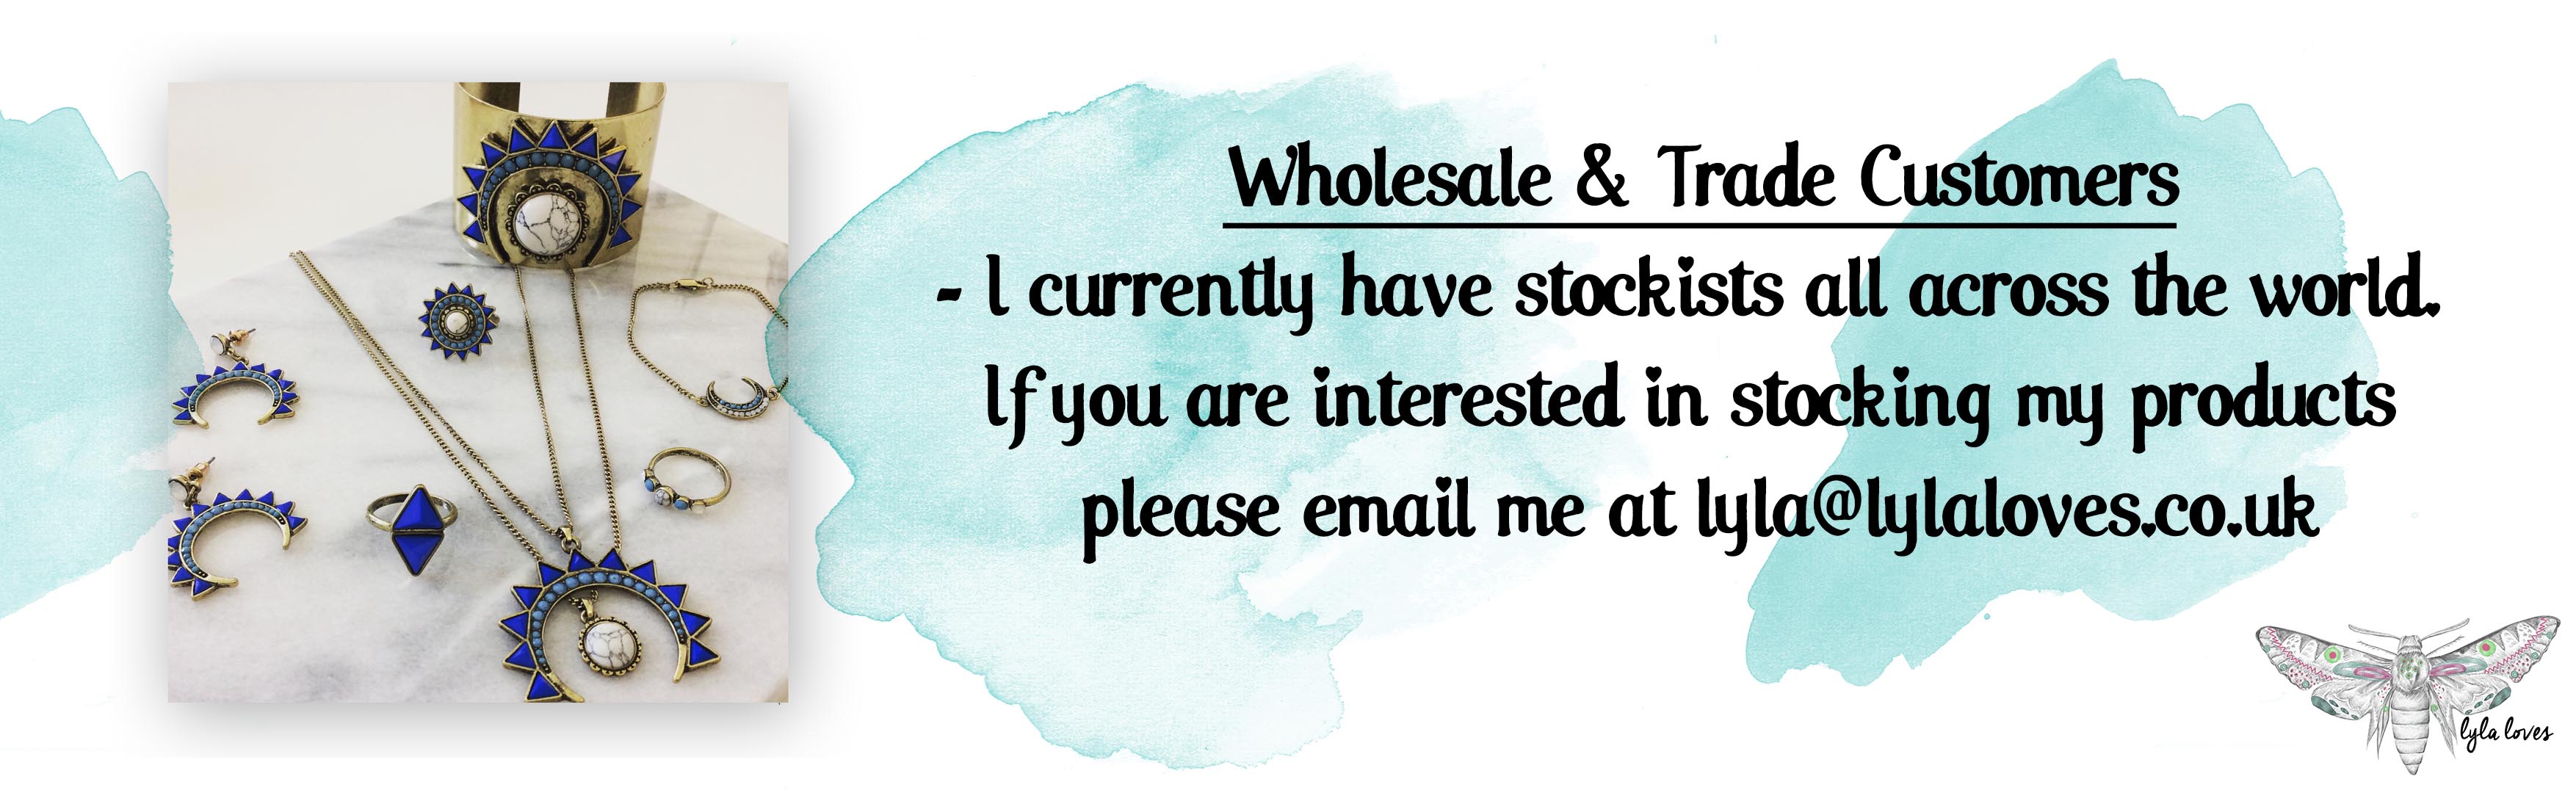 Wholesale & Trade Customers
- I currently have stockists all across the world.
If you are interested in stocking my products
please email me at lyla@lylaloves.co.uk
lyla loves